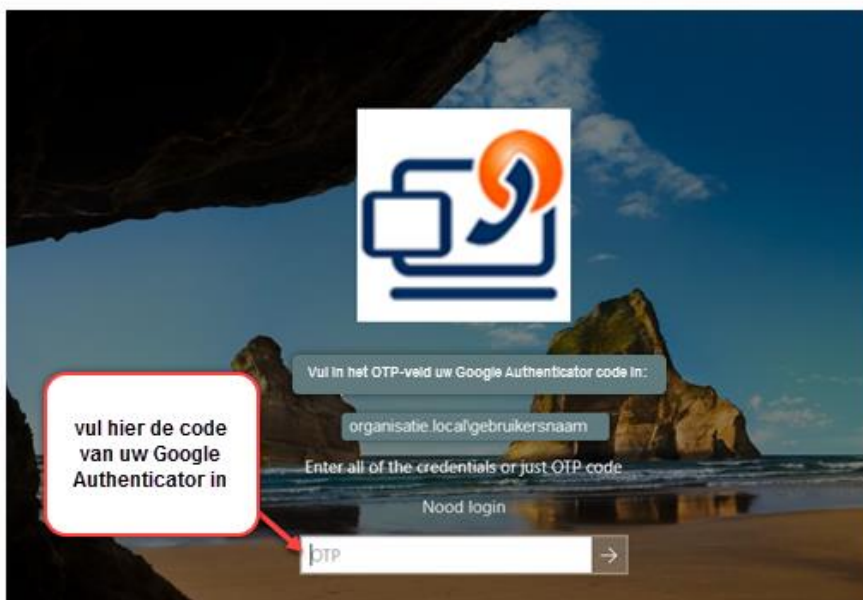 Vul in het OTP-veld uw Google Authenticator code in:
organisatie.local\gebruikersnaam
Enter all of the credentials or just OTP code
Nood login
vul hier de code
van uw Google
Authenticator in
OTP